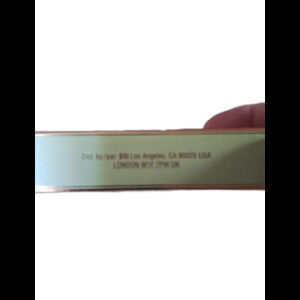 Dist. by/par: Los Angeles, CA 90025 USA
LONDON W1F 7PW UK